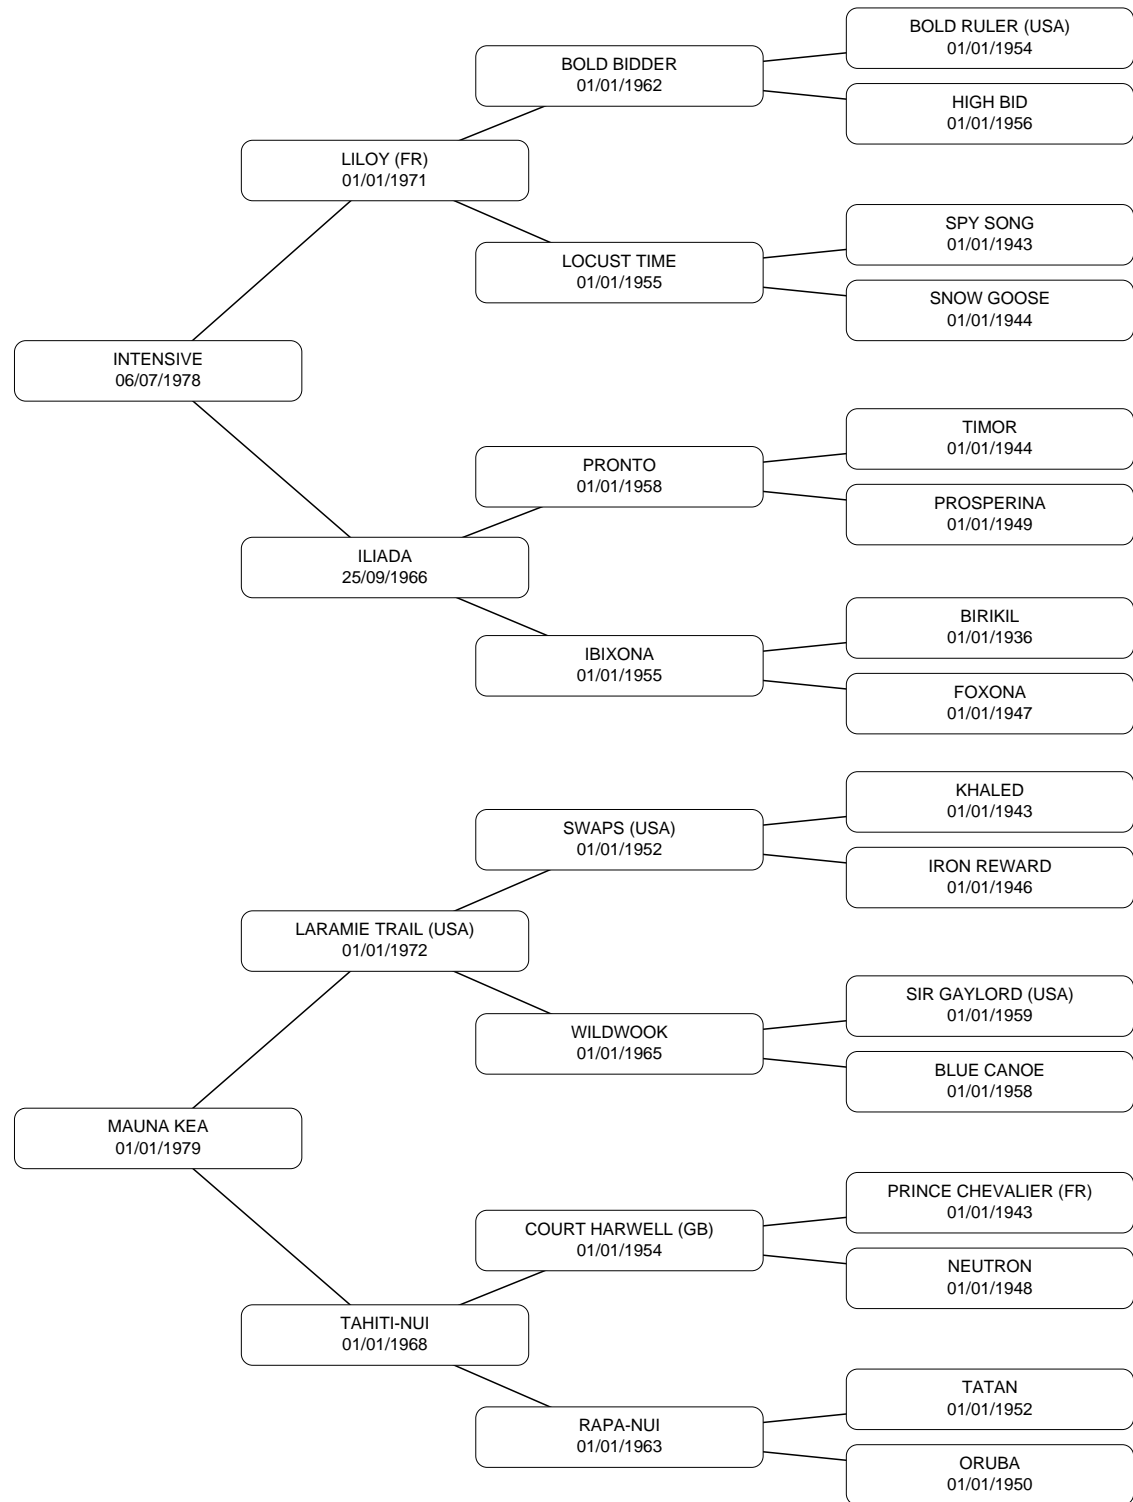 BOLD RULER (USA)
01/01/1954
BOLD BIDDER
01/01/1962
HIGH BID
01/01/1956
LILOY (FR)
01/01/1971
SPY SONG
01/01/1943
LOCUST TIME
01/01/1955
SNOW GOOSE
01/01/1944
INTENSIVE
06/07/1978
TIMOR
01/01/1944
PRONTO
01/01/1958
PROSPERINA
01/01/1949
ILIADA
25/09/1966
BIRIKIL
01/01/1936
IBIXONA
01/01/1955
FOXONA
01/01/1947
KHALED
01/01/1943
SWAPS (USA)
01/01/1952
IRON REWARD
01/01/1946
LARAMIE TRAIL (USA)
01/01/1972
SIR GAYLORD (USA)
01/01/1959
WILDWOOK
01/01/1965
BLUE CANOE
01/01/1958
MAUNA KEA
01/01/1979
PRINCE CHEVALIER (FR)
01/01/1943
COURT HARWELL (GB)
01/01/1954
NEUTRON
01/01/1948
TAHITI-NUI
01/01/1968
TATAN
01/01/1952
RAPA-NUI
01/01/1963
ORUBA
01/01/1950